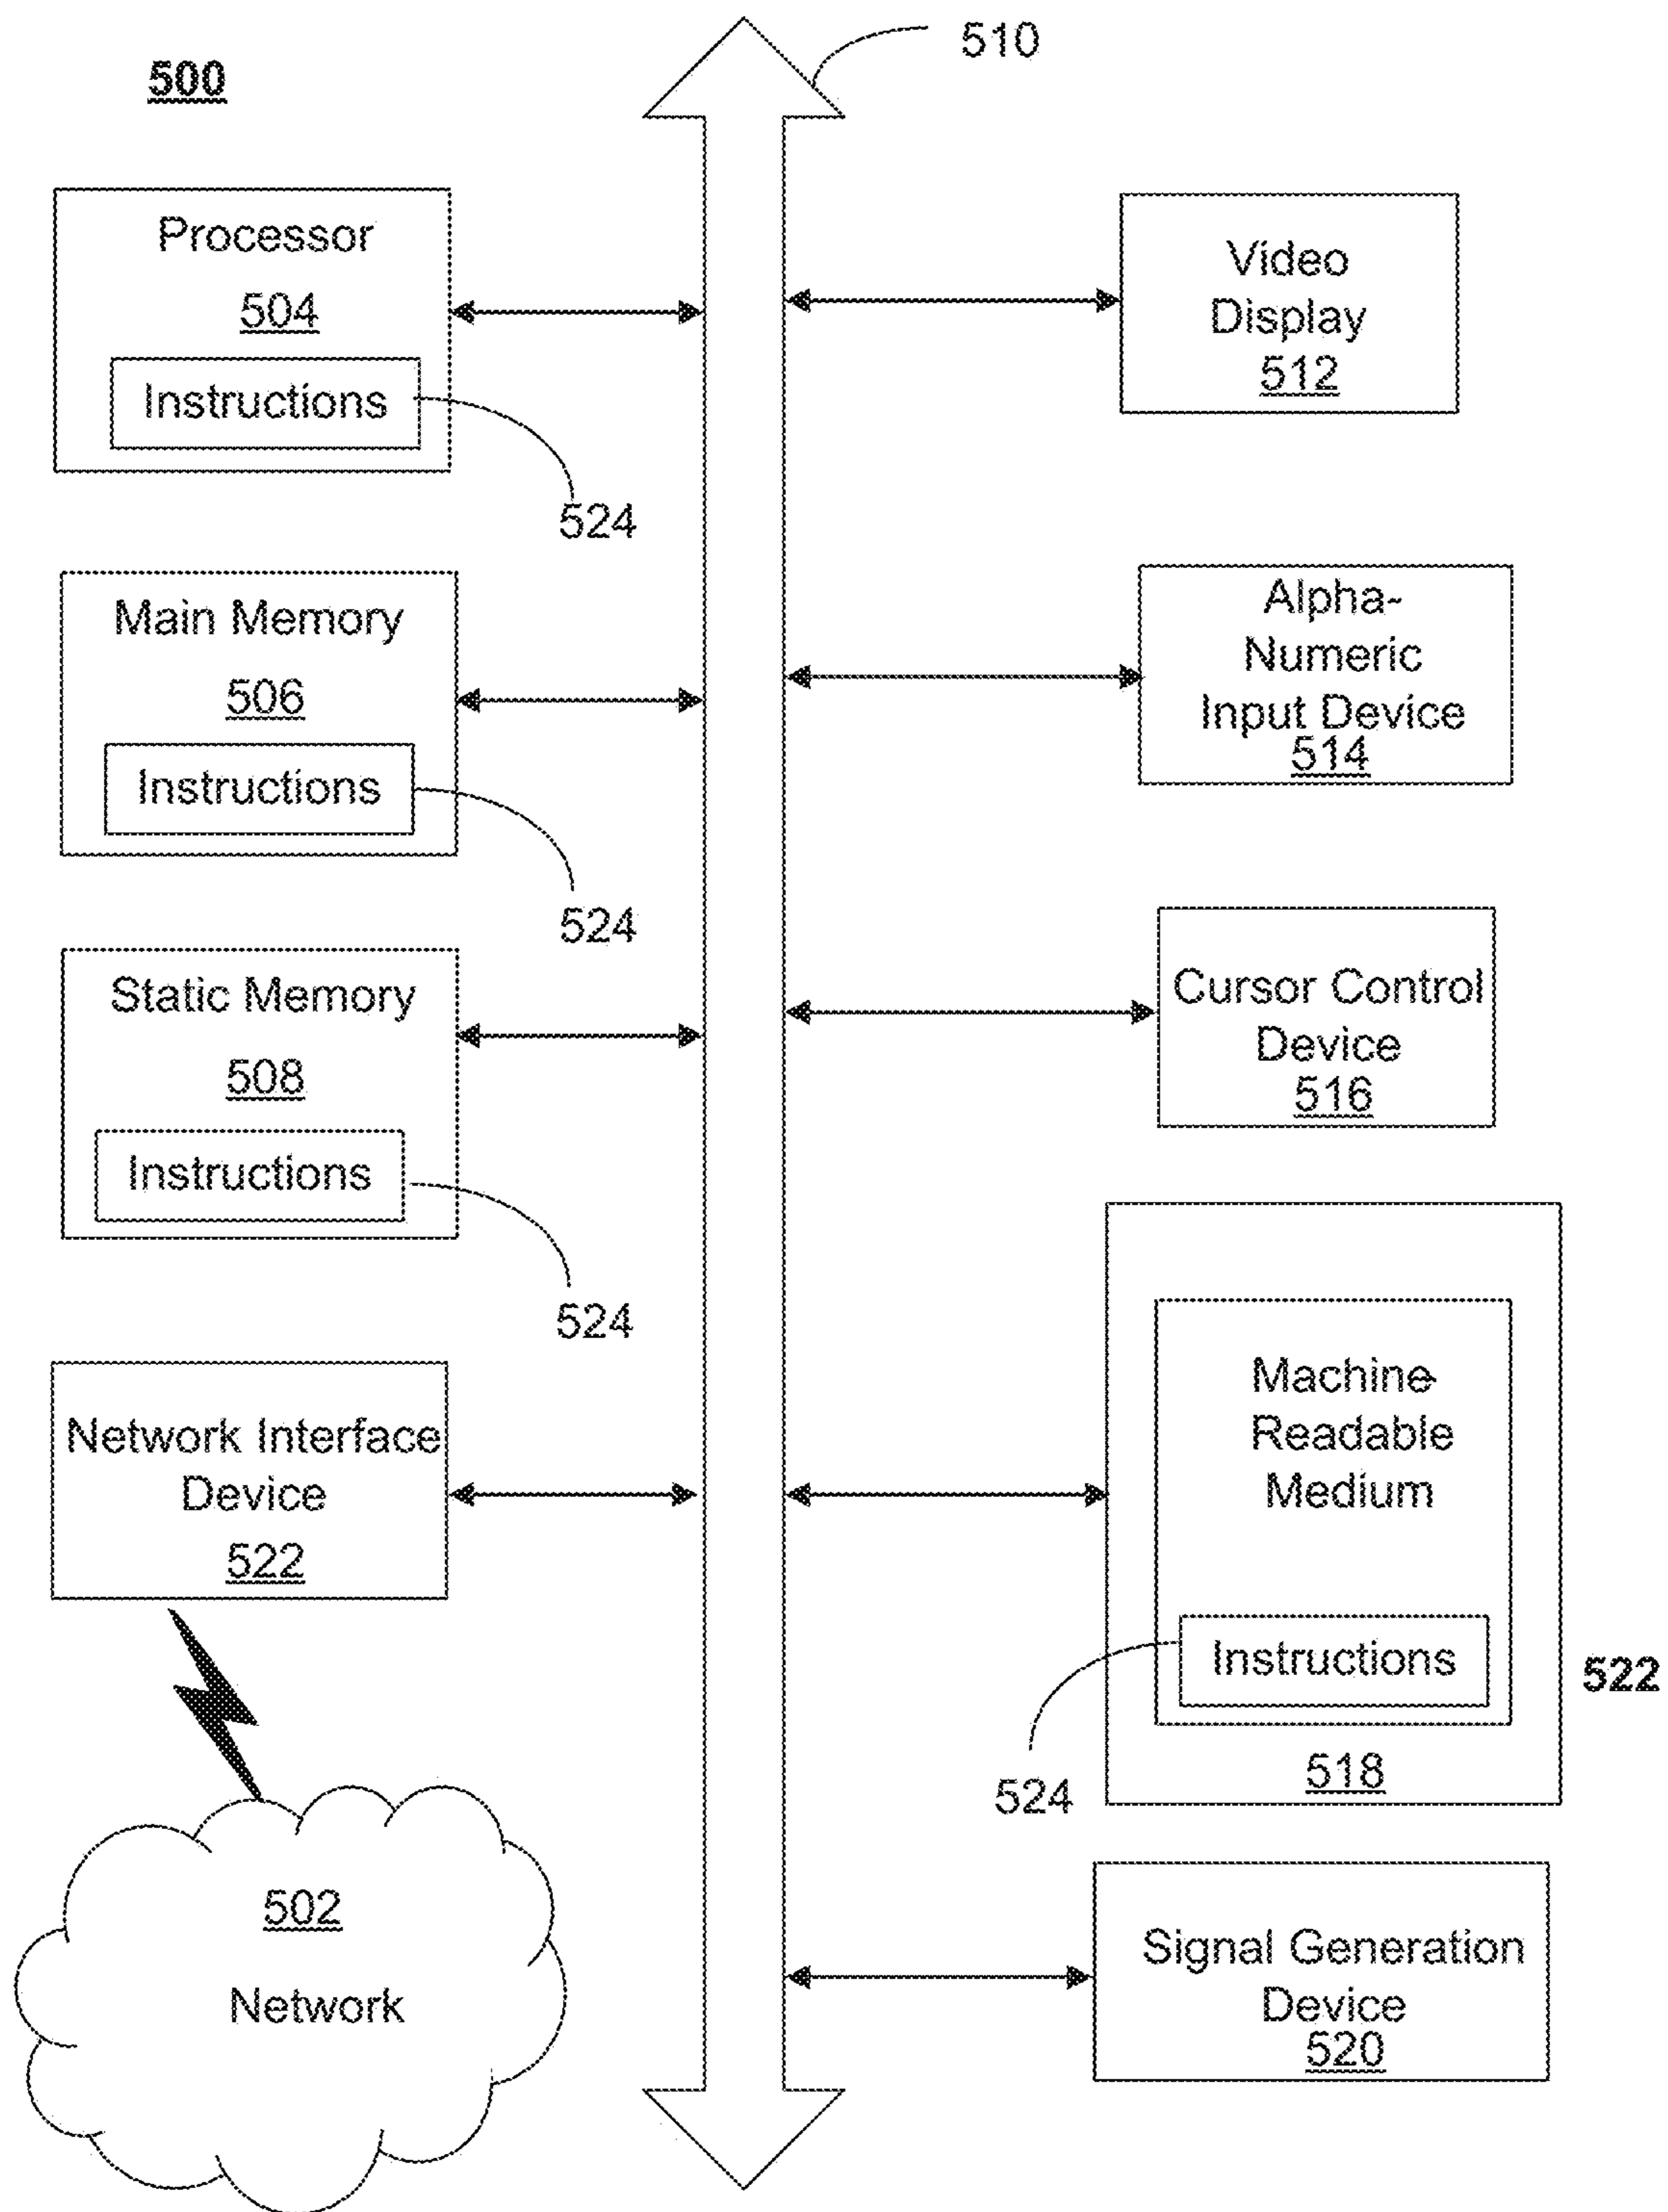 500
510
Processor
504
Instructions
524
Main Memory
506
Instructions
524
Static Memory
508
Instructions
524
Network Interface
Device
522
502
Network
Video
Display
512
Alpha-
Numeric
Input Device
514
Cursor Control
Device
516
Machine-
Readable
Medium
Instructions
522
524
518
Signal Generation
Device
520